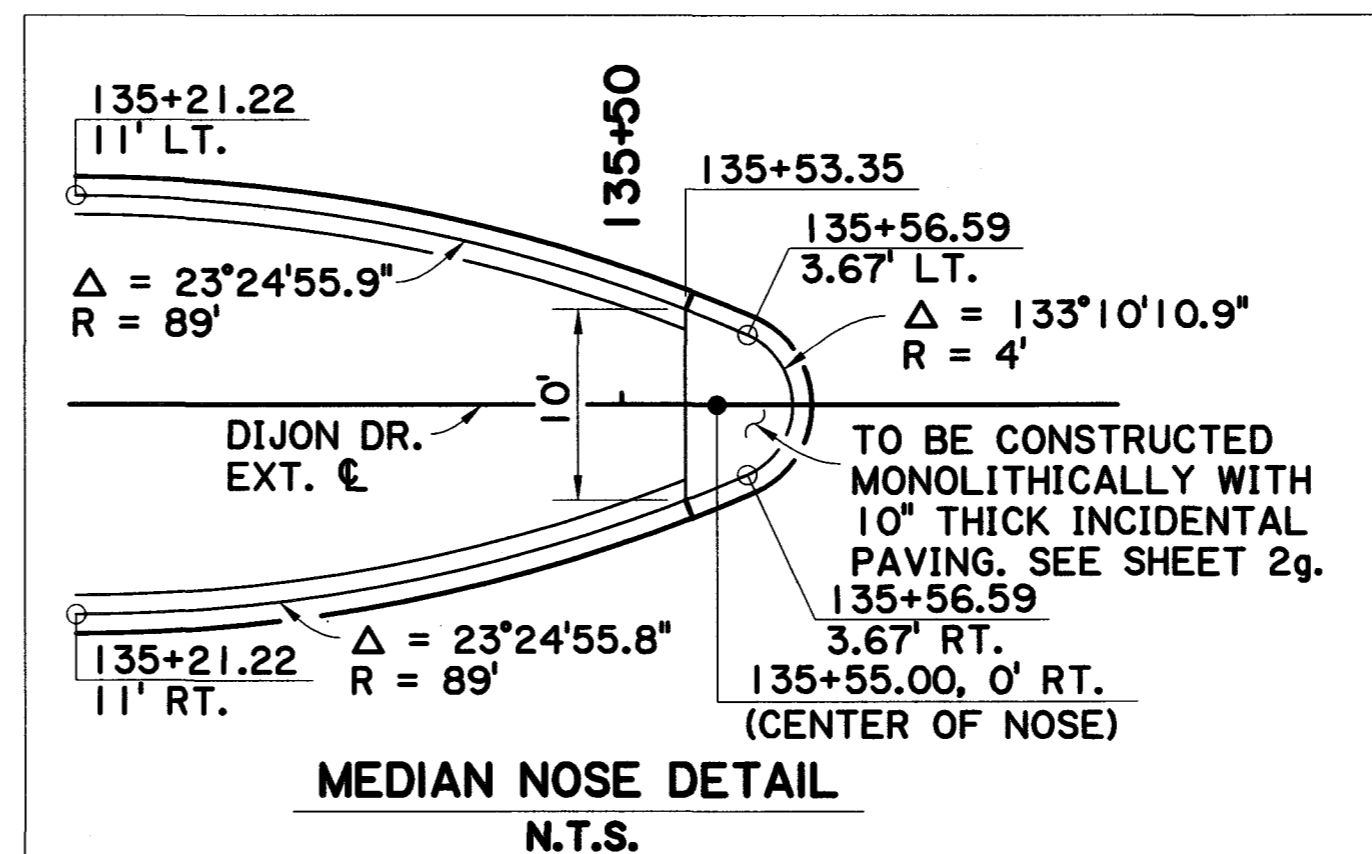 135+21.22
11' LT.
135+50
135+53.35
135+56.59
3.67' LT.
Δ = 23°24'55.9"
R = 89'
Δ = 133°10'10.9"
R = 4'
10'
DIJON DR.
EXT. ℄
TO BE CONSTRUCTED
MONOLITHICALLY WITH
10" THICK INCIDENTAL
PAVING. SEE SHEET 2g.
135+56.59
3.67' RT.
Δ = 23°24'55.8"
R = 89'
135+21.22
11' RT.
135+55.00, 0' RT.
(CENTER OF NOSE)
MEDIAN NOSE DETAIL
N.T.S.